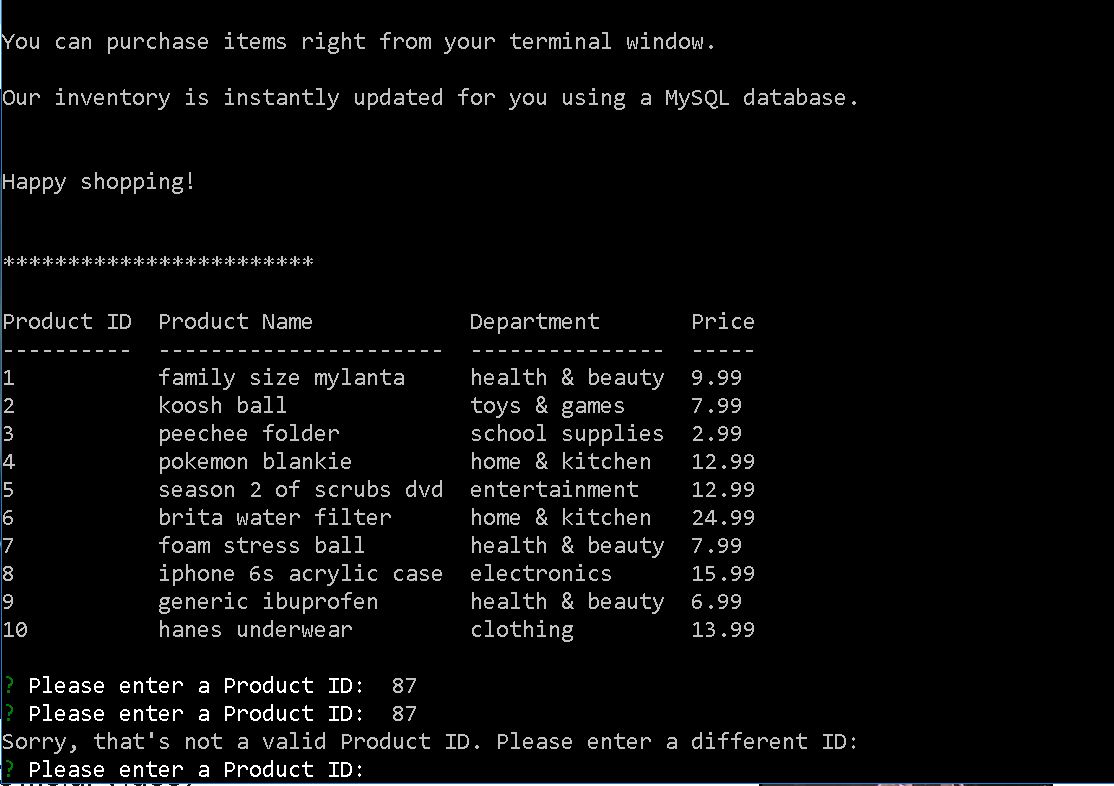 You can purchase items right from your terminal window.
Our inventory is instantly updated for you using a MySQL database.
Happy shopping!
************************
Product ID  Product Name            Department       Price
----------  ----------------------  ---------------  -----
1           family size mylanta     health & beauty  9.99
2           koosh ball              toys & games     7.99
3           peechee folder          school supplies  2.99
4           pokemon blankie         home & kitchen   12.99
5           season 2 of scrubs dvd  entertainment    12.99
6           brita water filter      home & kitchen   24.99
7           foam stress ball        health & beauty  7.99
8           iphone 6s acrylic case  electronics      15.99
9           generic ibuprofen       health & beauty  6.99
10          hanes underwear         clothing         13.99
? Please enter a Product ID:  87
? Please enter a Product ID:  87
Sorry, that's not a valid Product ID. Please enter a different ID:
? Please enter a Product ID: